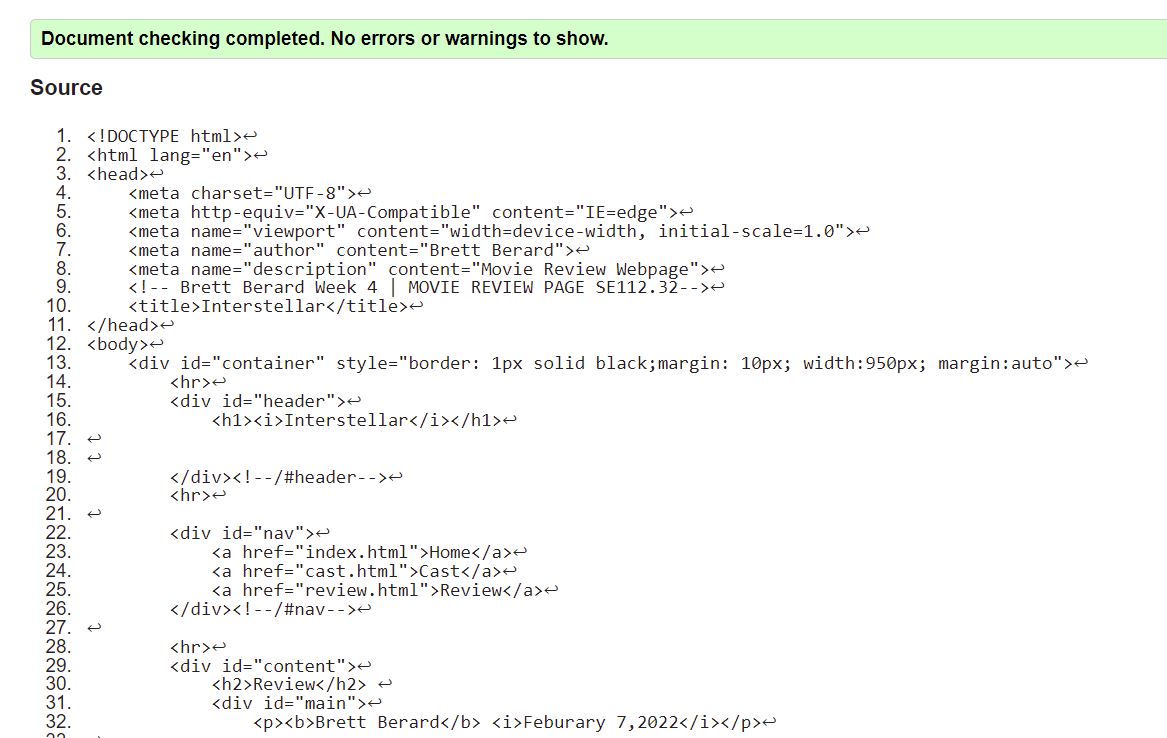 Document checking completed. No errors or warnings to show.
Source
1. <!DOCTYPE html>↩
2. <html lang="en">↩
3. <head>↩
4.     <meta charset="UTF-8">↩
5.     <meta http-equiv="X-UA-Compatible" content="IE=edge">↩
6.     <meta name="viewport" content="width=device-width, initial-scale=1.0">↩
7.     <meta name="author" content="Brett Berard">↩
8.     <meta name="description" content="Movie Review Webpage">↩
9.     <!-- Brett Berard Week 4 | MOVIE REVIEW PAGE SE112.32-->↩
10.     <title>Interstellar</title>↩
11. </head>↩
12. <body>↩
13.     <div id="container" style="border: 1px solid black;margin: 10px; width:950px; margin:auto">↩
14.         <hr>↩
15.         <div id="header">↩
16.             <h1><i>Interstellar</i></h1>↩
17. ↩
18. ↩
19.         </div><!--/#header-->↩
20.         <hr>↩
21. ↩
22.         <div id="nav">↩
23.             <a href="index.html">Home</a>↩
24.             <a href="cast.html">Cast</a>↩
25.             <a href="review.html">Review</a>↩
26.         </div><!--/#nav-->↩
27. ↩
28.         <hr>↩
29.         <div id="content">↩
30.             <h2>Review</h2> ↩
31.             <div id="main">↩
32.                 <p><b>Brett Berard</b> <i>Feburary 7,2022</i></p>↩